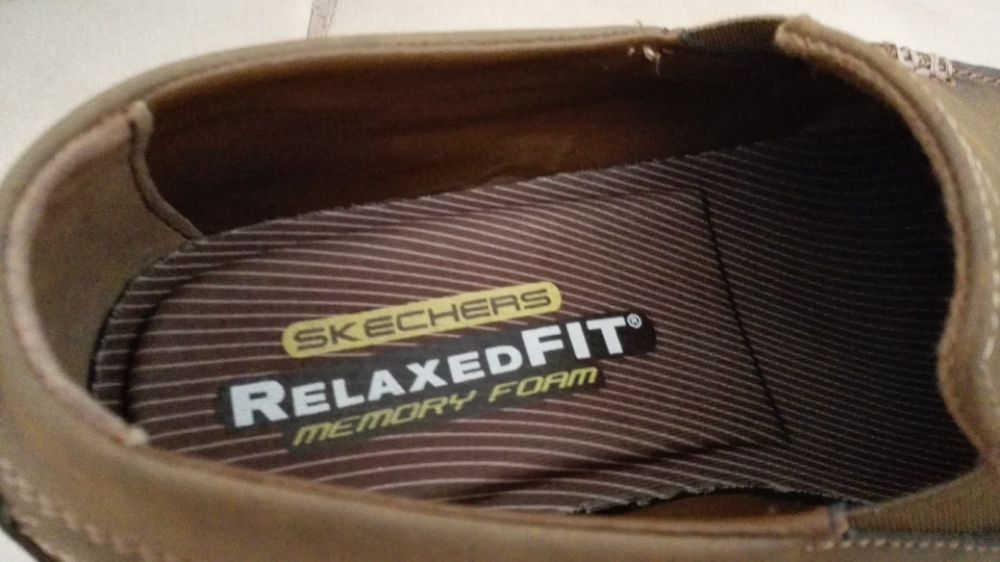 SKECHERS
RELAXEDFIT®
MEMORY FOAM